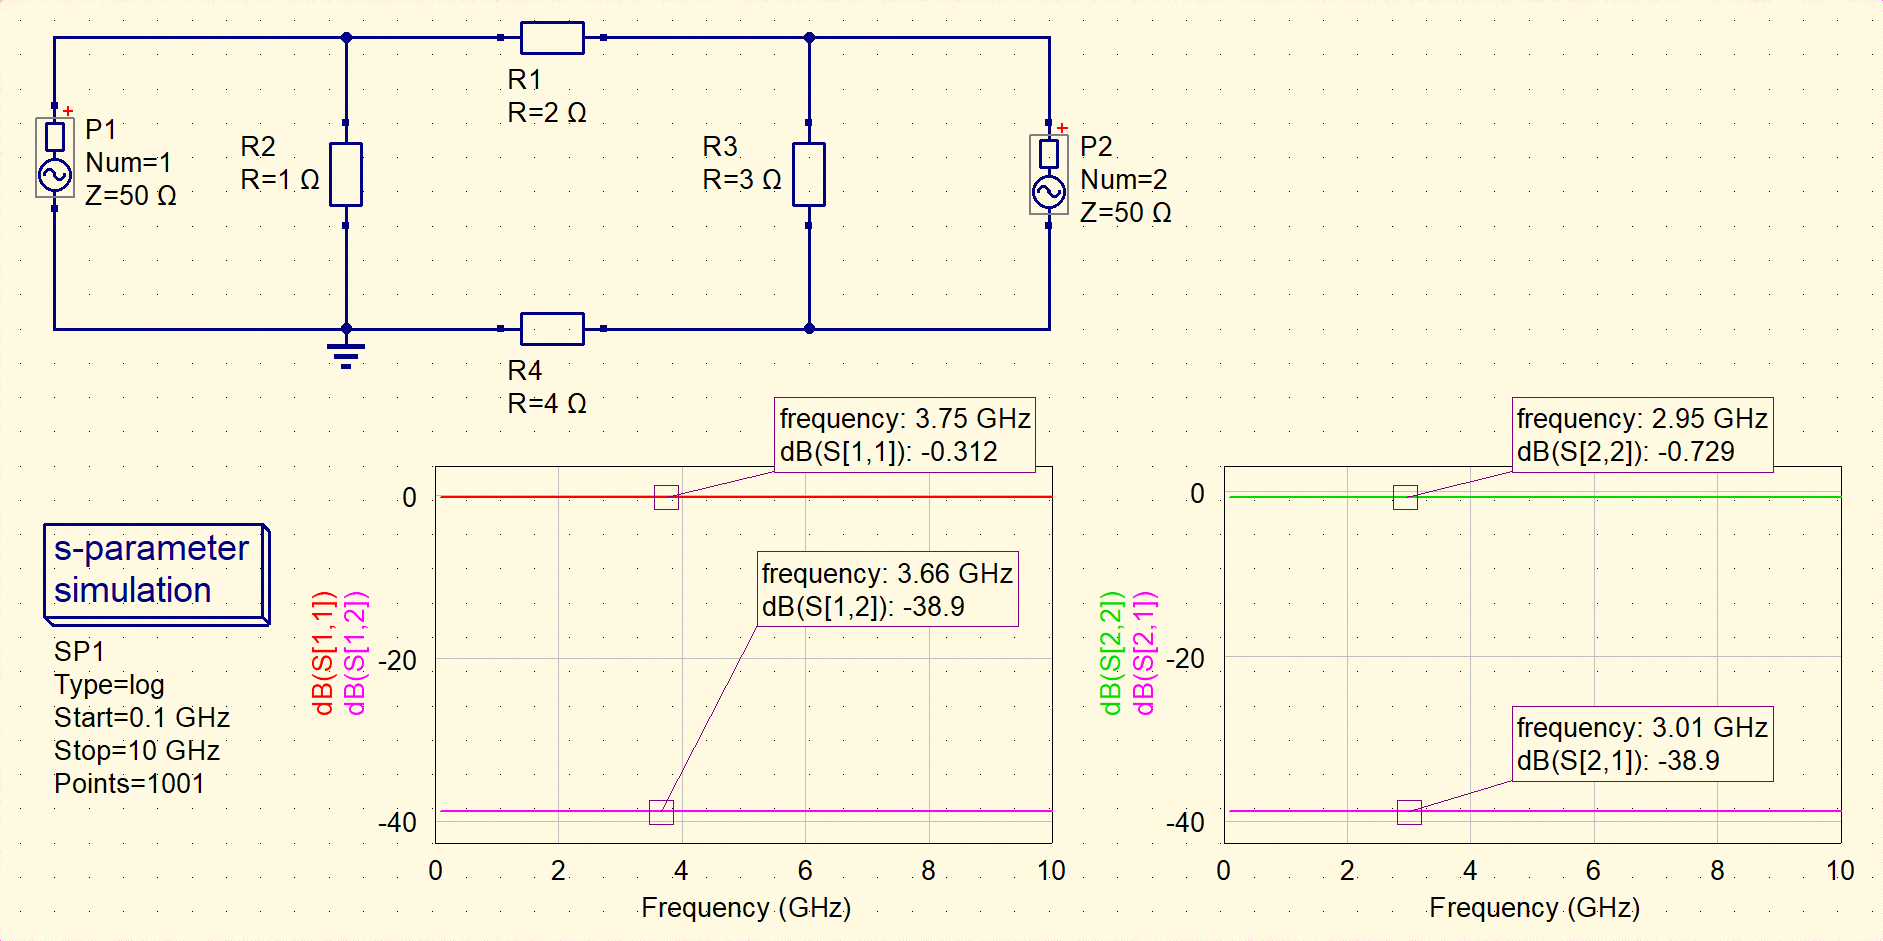 R1
R=2 Ω
P1
Num=1
Z=50 Ω
R2
R=1 Ω
R3
R=3 Ω
P2
Num=2
Z=50 Ω
R4
R=4 Ω
s-parameter
simulation
SP1
Type=log
Start=0.1 GHz
Stop=10 GHz
Points=1001
frequency: 3.75 GHz
dB(S[1,1]): -0.312
frequency: 3.66 GHz
dB(S[1,2]): -38.9
dB(S[1,1])
dB(S[1,2])
0
-20
-40
0 2 4 6 8 10
Frequency (GHz)
frequency: 2.95 GHz
dB(S[2,2]): -0.729
frequency: 3.01 GHz
dB(S[2,1]): -38.9
dB(S[2,2])
dB(S[2,1])
0
-20
-40
0 2 4 6 8 10
Frequency (GHz)